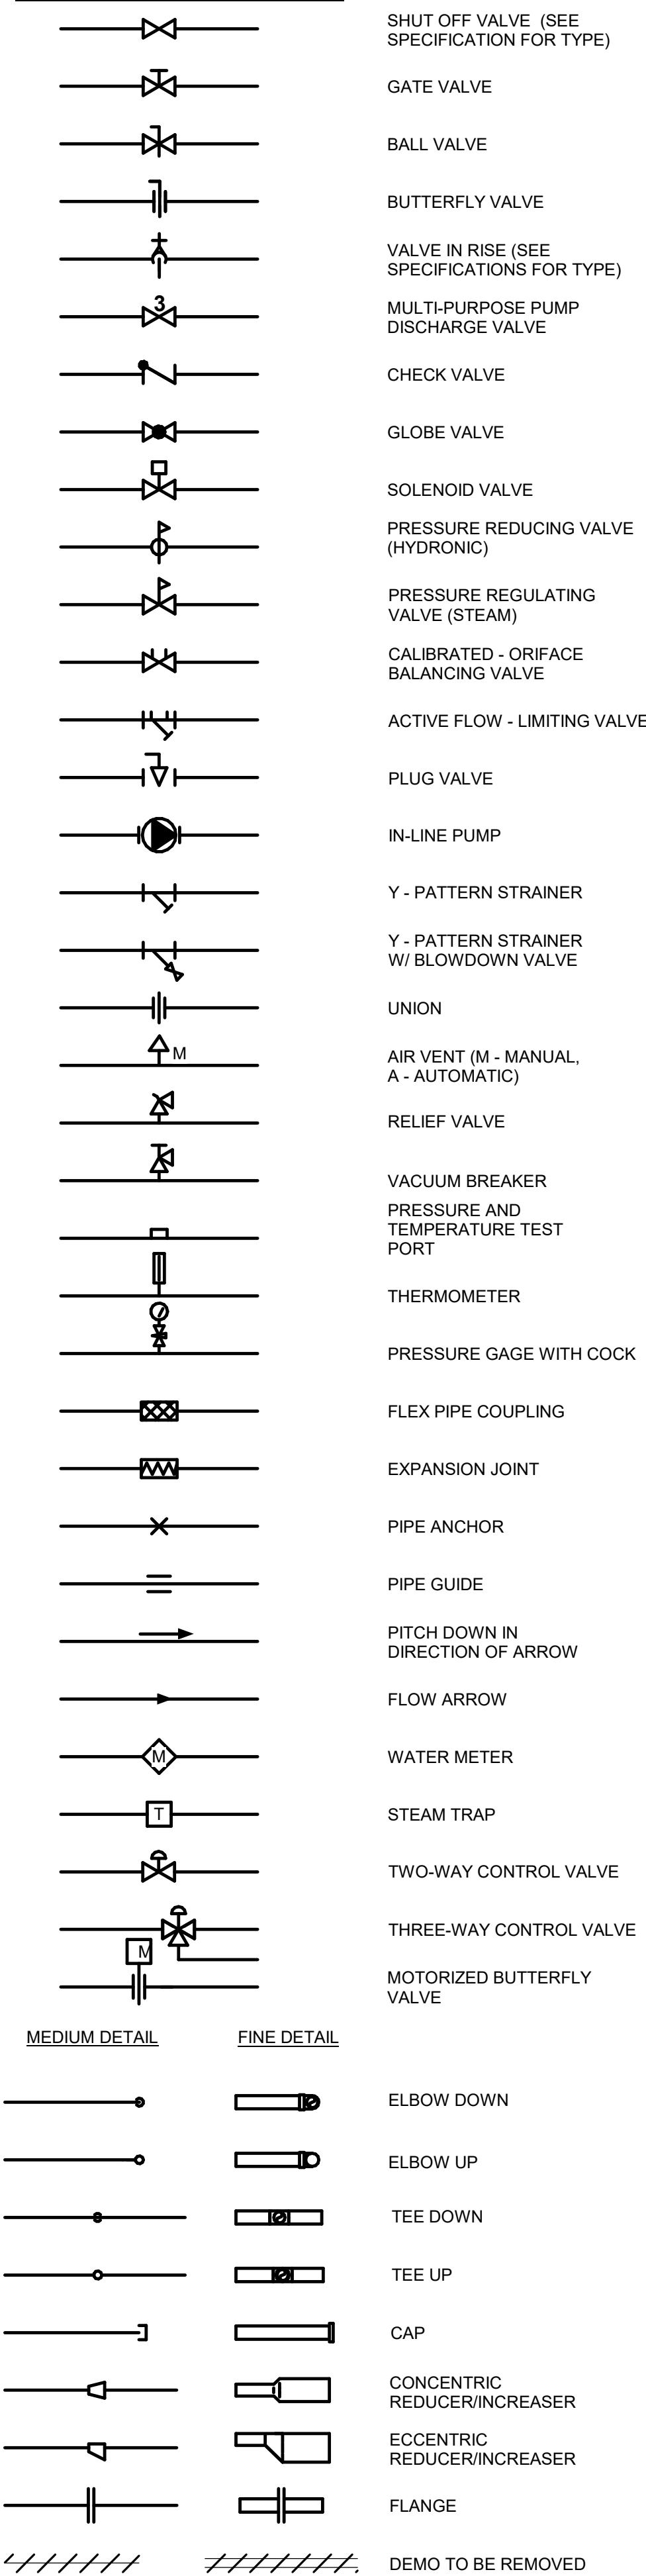 SHUT OFF VALVE (SEE
SPECIFICATION FOR TYPE)
GATE VALVE
BALL VALVE
BUTTERFLY VALVE
VALVE IN RISE (SEE
SPECIFICATIONS FOR TYPE)
3
MULTI-PURPOSE PUMP
DISCHARGE VALVE
CHECK VALVE
GLOBE VALVE
SOLENOID VALVE
PRESSURE REDUCING VALVE
(HYDRONIC)
PRESSURE REGULATING
VALVE (STEAM)
CALIBRATED - ORIFACE
BALANCING VALVE
ACTIVE FLOW - LIMITING VALVE
PLUG VALVE
IN-LINE PUMP
Y - PATTERN STRAINER
Y - PATTERN STRAINER
W/ BLOWDOWN VALVE
UNION
M
AIR VENT (M - MANUAL,
A - AUTOMATIC)
RELIEF VALVE
VACUUM BREAKER
PRESSURE AND
TEMPERATURE TEST
PORT
THERMOMETER
PRESSURE GAGE WITH COCK
FLEX PIPE COUPLING
EXPANSION JOINT
PIPE ANCHOR
PIPE GUIDE
PITCH DOWN IN
DIRECTION OF ARROW
FLOW ARROW
M
WATER METER
T
STEAM TRAP
TWO-WAY CONTROL VALVE
THREE-WAY CONTROL VALVE
M
MOTORIZED BUTTERFLY
VALVE
MEDIUM DETAIL FINE DETAIL
ELBOW DOWN
ELBOW UP
TEE DOWN
TEE UP
CAP
CONCENTRIC
REDUCER/INCREASER
ECCENTRIC
REDUCER/INCREASER
FLANGE
DEMO TO BE REMOVED